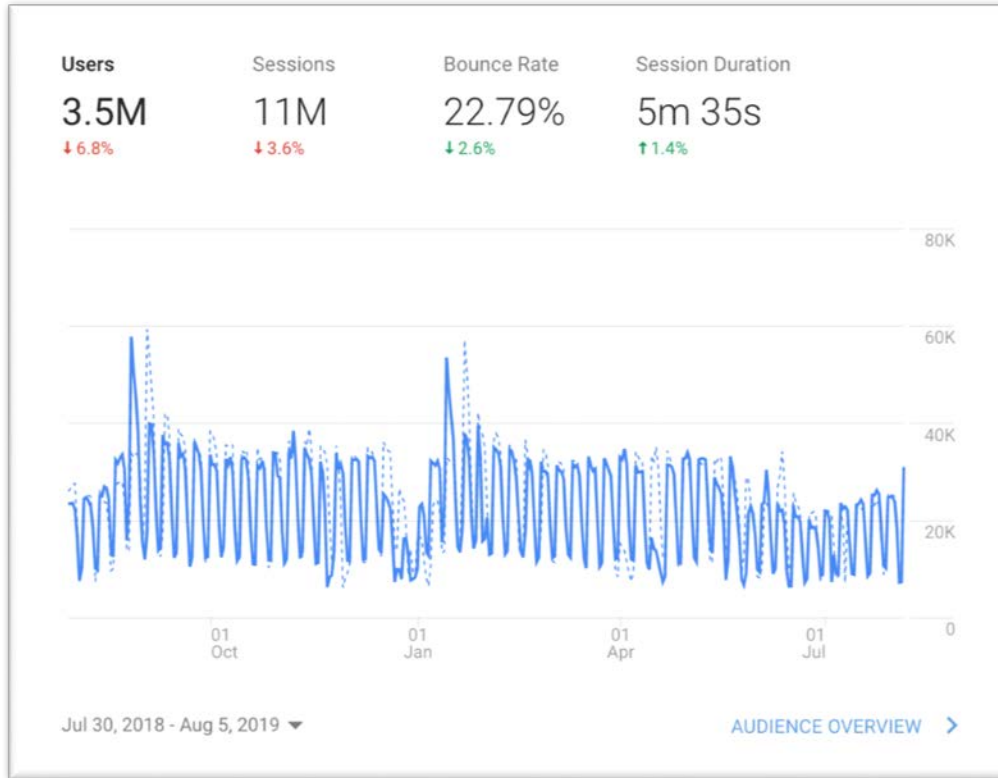 Users Sessions Bounce Rate Session Duration
3.5M 11M 22.79% 5m 35s
↓6.8% ↓3.6% ↓2.6% ↑1.4%
80K
60K
40K
20K
0
01 01 01 01
Oct Jan Apr Jul
Jul 30, 2018 - Aug 5, 2019 AUDIENCE OVERVIEW